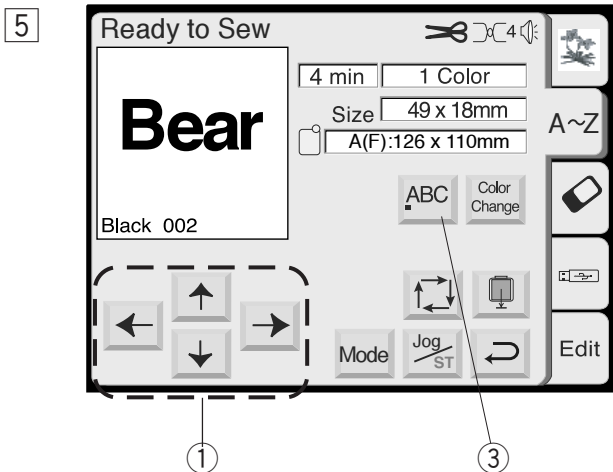 5
Ready to Sew
4
4 min
1 Color
Size
49 x 18mm
A(F):126 x 110mm
Bear
Black 002
A～Z
ABC
Color
Change
Mode
Jog
ST
Edit
①
③